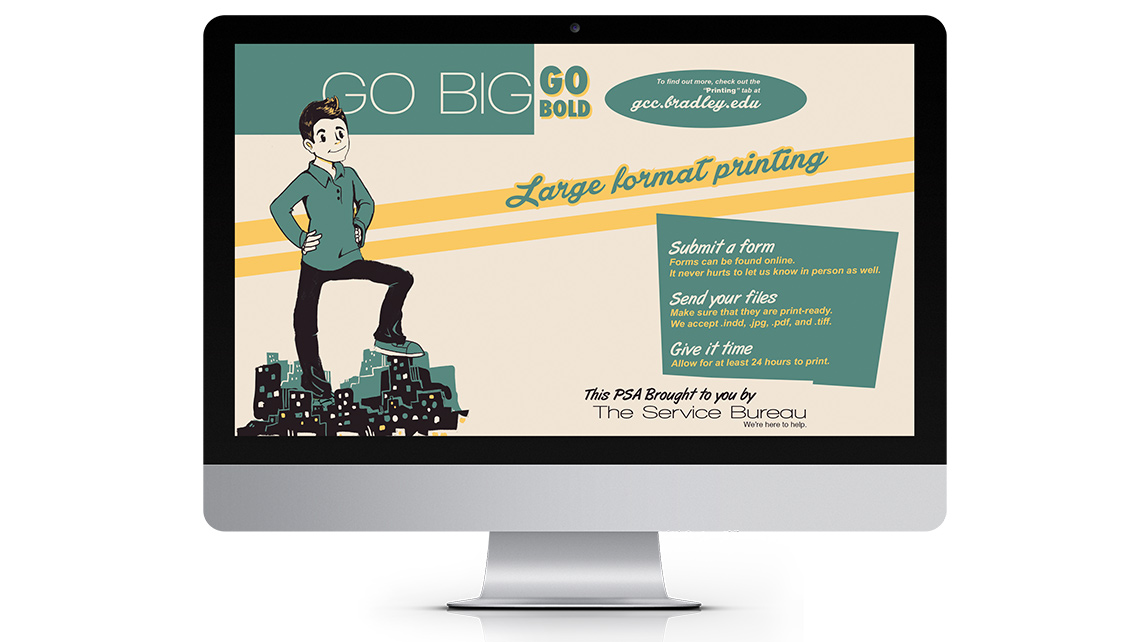 GO BIG
GO
BOLD
To find out more, check out the
"Printing" tab at
gcc.bradley.edu
Large format printing
Submit a form
Forms can be found online.
It never hurts to let us know in person as well.
Send your files
Make sure that they are print-ready.
We accept .indd, .jpg, .pdf, and .tiff.
Give it time
Allow for at least 24 hours to print.
This PSA Brought to you by
The Service Bureau
We're here to help.